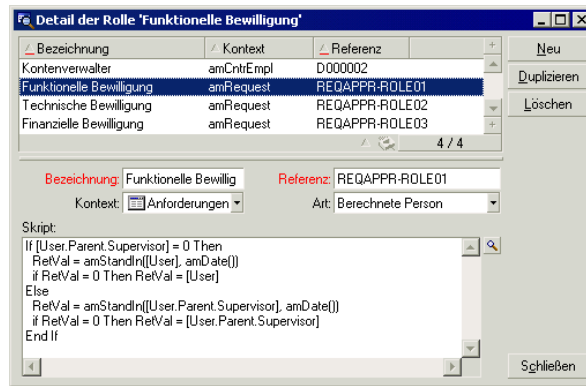 Detail der Rolle 'Funktionelle Bewilligung'
Bezeichnung Kontext Referenz
Kontenverwalter amCntrEmpl D000002
Funktionelle Bewilligung amRequest REQAPPR-ROLE01
Technische Bewilligung amRequest REQAPPR-ROLE02
Finanzielle Bewilligung amRequest REQAPPR-ROLE03
4 / 4
Neu
Duplizieren
Löschen
Bezeichnung: Funktionelle Bewillig Referenz: REQAPPR-ROLE01
Kontext: Anforderungen Art: Berechnete Person
Skript:
If [User.Parent.Supervisor] = 0 Then
RetVal = amStandIn([User], amDate())
if RetVal = 0 Then RetVal = [User]
Else
RetVal = amStandIn([User.Parent.Supervisor], amDate())
if RetVal = 0 Then RetVal = [User.Parent.Supervisor]
End If
Schließen